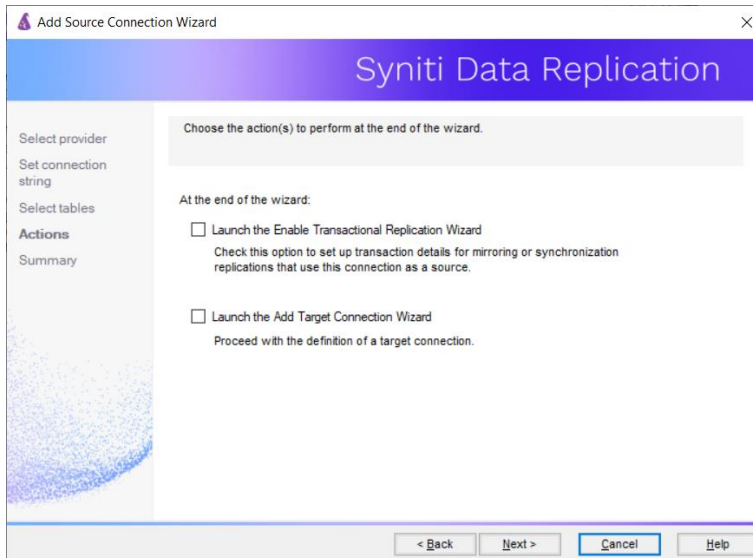 Add Source Connection Wizard
Syniti Data Replication
Select provider
Set connection
string
Select tables
Actions
Summary
Choose the action(s) to perform at the end of the wizard.
At the end of the wizard:
Launch the Enable Transactional Replication Wizard
Check this option to set up transaction details for mirroring or synchronization
replications that use this connection as a source.
Launch the Add Target Connection Wizard
Proceed with the definition of a target connection.
< Back
Next >
Cancel
Help